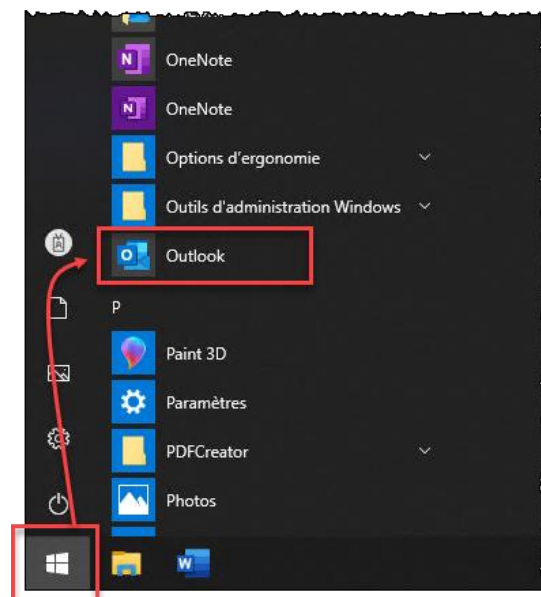 OneNote
OneNote
Options d'ergonomie
Outils d'administration Windows
Outlook
P
Paint 3D
Paramètres
PDFCreator
Photos